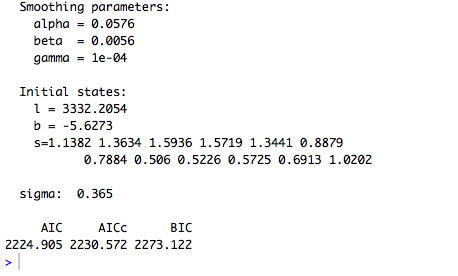 Smoothing parameters:
alpha = 0.0576
beta  = 0.0056
gamma = 1e-04
Initial states:
l = 3332.2054
b = -5.6273
s=1.1382 1.3634 1.5936 1.5719 1.3441 0.8879
0.7884 0.506 0.5226 0.5725 0.6913 1.0202
sigma:  0.365
AIC     AICc      BIC
2224.905 2230.572 2273.122
>